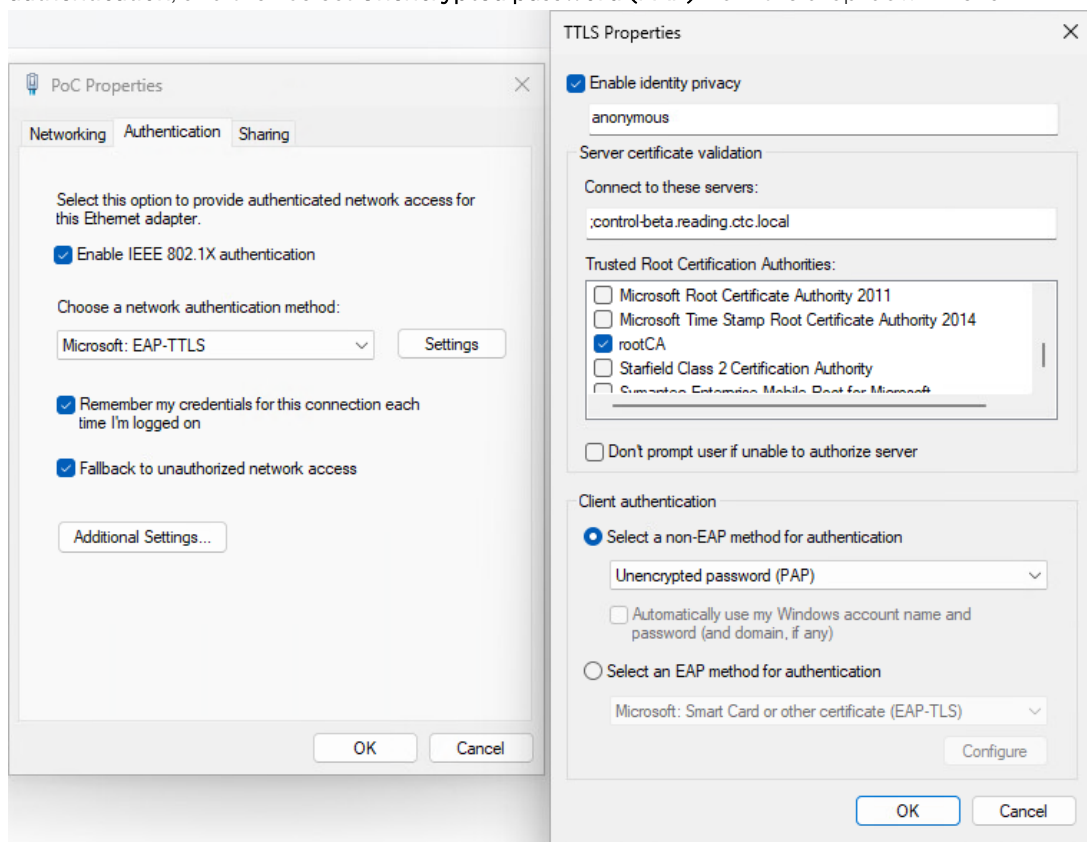 PoC Properties
Networking
Authentication
Sharing
Select this option to provide authenticated network access for
this Ethernet adapter.
Enable IEEE 802.1X authentication
Choose a network authentication method:
Microsoft: EAP-TTLS
Settings
Remember my credentials for this connection each
time I'm logged on
Fallback to unauthorized network access
Additional Settings...
OK
Cancel
TTLS Properties
Enable identity privacy
anonymous
Server certificate validation
Connect to these servers:
;control-beta.reading.ctc.local
Trusted Root Certification Authorities:
Microsoft Root Certificate Authority 2011
Microsoft Time Stamp Root Certificate Authority 2014
rootCA
Starfield Class 2 Certification Authority
Symantec Enterprise Mobile Root for Microsoft
Don't prompt user if unable to authorize server
Client authentication
Select a non-EAP method for authentication
Unencrypted password (PAP)
Automatically use my Windows account name and
password (and domain, if any)
Select an EAP method for authentication
Microsoft: Smart Card or other certificate (EAP-TLS)
Configure
OK
Cancel